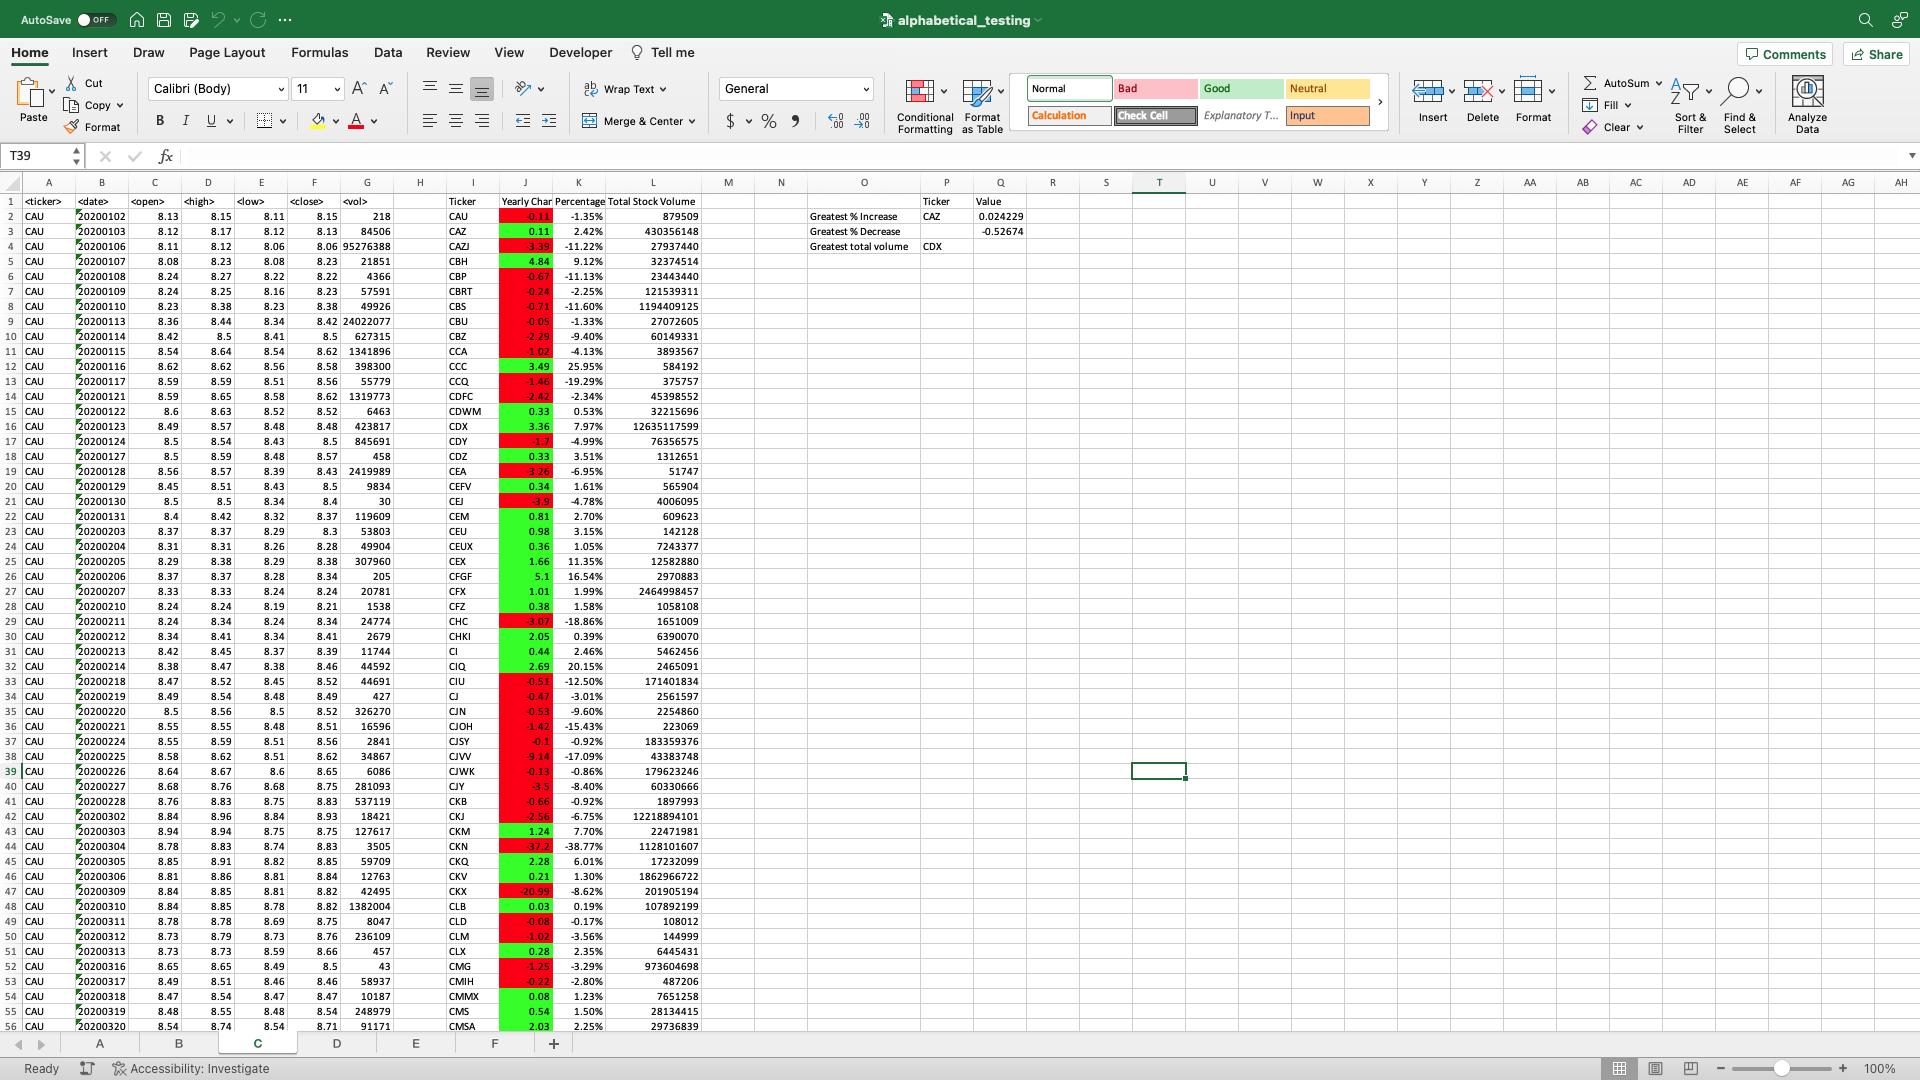 AutoSave OFF alphabetical_testing
Home Insert Draw Page Layout Formulas Data Review View Developer Tell me Comments Share
Paste Cut Copy Format Calibri (Body) 11 B I U A Wrap Text Merge & Center General $ % Conditional Formatting Format as Table Normal Bad Good Neutral Calculation Check Cell Explanatory T... Input Insert Delete Format AutoSum Fill Clear Sort & Filter Find & Select Analyze Data
T39 fx
A B C D E F G H I J K L M N O P Q R S T U V W X Y Z AA AB AC AD AE AF AG AH
1 <ticker> <date> <open> <high> <low> <close> <vol> Ticker Yearly Char Percentage Total Stock Volume Ticker Value
2 CAU 20200102 8.13 8.15 8.11 8.15 218 CAU -0.11 -1.35% 879509 Greatest % Increase CAZ 0.024229
3 CAU 20200103 8.12 8.17 8.12 8.13 84506 CAZ 0.11 2.42% 430356148 Greatest % Decrease -0.52674
4 CAU 20200106 8.11 8.12 8.06 8.06 95276388 CAZJ -3.39 -11.22% 27937440 Greatest total volume CDX
5 CAU 20200107 8.08 8.23 8.08 8.23 21851 CBH 4.84 9.12% 32374514
6 CAU 20200108 8.24 8.27 8.22 8.22 4366 CBP -0.67 -11.13% 23443440
7 CAU 20200109 8.24 8.25 8.16 8.23 57591 CBRT -0.24 -2.25% 121539311
8 CAU 20200110 8.23 8.38 8.23 8.38 49926 CBS -0.71 -11.60% 1194409125
9 CAU 20200113 8.36 8.44 8.34 8.42 24022077 CBU -0.05 -1.33% 27072605
10 CAU 20200114 8.42 8.5 8.41 8.5 627315 CBZ -2.29 -9.40% 60149331
11 CAU 20200115 8.54 8.64 8.54 8.62 1341896 CCA -1.02 -4.13% 3893567
12 CAU 20200116 8.62 8.62 8.56 8.58 398300 CCC 3.49 25.95% 584192
13 CAU 20200117 8.59 8.59 8.51 8.56 55779 CCQ -1.46 -19.29% 375757
14 CAU 20200121 8.59 8.65 8.58 8.62 1319773 CDFC -2.42 -2.34% 45398552
15 CAU 20200122 8.6 8.63 8.52 8.52 6463 CDWM 0.33 0.53% 32215696
16 CAU 20200123 8.49 8.57 8.48 8.48 423817 CDX 3.36 7.97% 12635117599
17 CAU 20200124 8.5 8.54 8.43 8.5 845691 CDY -1.7 -4.99% 76356575
18 CAU 20200127 8.5 8.59 8.48 8.57 458 CDZ 0.33 3.51% 1312651
19 CAU 20200128 8.56 8.57 8.39 8.43 2419989 CEA -3.26 -6.95% 51747
20 CAU 20200129 8.45 8.51 8.43 8.5 9834 CEFV 0.34 1.61% 565904
21 CAU 20200130 8.5 8.5 8.34 8.4 30 CEJ -3.9 -4.78% 4006095
22 CAU 20200131 8.4 8.42 8.32 8.37 119609 CEM 0.81 2.70% 609623
23 CAU 20200203 8.37 8.37 8.29 8.3 53803 CEU 0.98 3.15% 142128
24 CAU 20200204 8.31 8.31 8.26 8.28 49904 CEUX 0.36 1.05% 7243377
25 CAU 20200205 8.29 8.38 8.29 8.38 307960 CEX 1.66 11.35% 12582880
26 CAU 20200206 8.37 8.37 8.28 8.34 205 CFGF 5.1 16.54% 2970883
27 CAU 20200207 8.33 8.33 8.24 8.24 20781 CFX 1.01 1.99% 2464998457
28 CAU 20200210 8.24 8.24 8.19 8.21 1538 CFZ 0.38 1.58% 1058108
29 CAU 20200211 8.24 8.34 8.24 8.34 24774 CHC -3.07 -18.86% 1651009
30 CAU 20200212 8.34 8.41 8.34 8.41 2679 CHKI 2.05 0.39% 6390070
31 CAU 20200213 8.42 8.45 8.37 8.39 11744 CI 0.44 2.46% 5462456
32 CAU 20200214 8.38 8.47 8.38 8.46 44592 CIQ 2.69 20.15% 2465091
33 CAU 20200218 8.47 8.52 8.45 8.52 44691 CIU -0.51 -12.50% 171401834
34 CAU 20200219 8.49 8.54 8.48 8.49 427 CJ -0.47 -3.01% 2561597
35 CAU 20200220 8.5 8.56 8.5 8.52 326270 CJN -0.53 -9.60% 2254860
36 CAU 20200221 8.55 8.55 8.48 8.51 16596 CJOH -1.42 -15.43% 223069
37 CAU 20200224 8.55 8.59 8.51 8.56 2841 CJSY -0.1 -0.92% 183359376
38 CAU 20200225 8.58 8.62 8.51 8.62 34867 CJVV -9.14 -17.09% 43383748
39 CAU 20200226 8.64 8.67 8.6 8.65 6086 CJWK -0.13 -0.86% 179623246
40 CAU 20200227 8.68 8.76 8.68 8.75 281093 CJY -3.5 -8.40% 60330666
41 CAU 20200228 8.76 8.83 8.75 8.83 537119 CKB -0.66 -0.92% 1897993
42 CAU 20200302 8.84 8.96 8.84 8.93 18421 CKJ -2.56 -6.75% 12218894101
43 CAU 20200303 8.94 8.94 8.75 8.75 127617 CKM 1.24 7.70% 22471981
44 CAU 20200304 8.78 8.83 8.74 8.83 3505 CKN -37.2 -38.77% 1128101607
45 CAU 20200305 8.85 8.91 8.82 8.85 59709 CKQ 2.28 6.01% 17232099
46 CAU 20200306 8.81 8.86 8.81 8.84 12763 CKV 0.21 1.30% 1862966722
47 CAU 20200309 8.84 8.85 8.81 8.82 42495 CKX -20.99 -8.62% 201905194
48 CAU 20200310 8.84 8.85 8.78 8.82 1382004 CLB 0.03 0.19% 107892199
49 CAU 20200311 8.78 8.78 8.69 8.75 8047 CLD -0.08 -0.17% 108012
50 CAU 20200312 8.73 8.79 8.73 8.76 236109 CLM -1.02 -3.56% 144999
51 CAU 20200313 8.73 8.73 8.59 8.66 457 CLX 0.28 2.35% 6445431
52 CAU 20200316 8.65 8.65 8.49 8.5 43 CMG -1.25 -3.29% 973604698
53 CAU 20200317 8.49 8.51 8.46 8.46 58937 CMIH -0.22 -2.80% 487206
54 CAU 20200318 8.47 8.54 8.47 8.47 10187 CMMX 0.08 1.23% 7651258
55 CAU 20200319 8.48 8.55 8.48 8.54 248979 CMS 0.54 1.50% 28134415
56 CAU 20200320 8.54 8.74 8.54 8.71 91171 CMSA 2.03 2.25% 29736839
A B C D E F +
Ready Accessibility: Investigate 100%